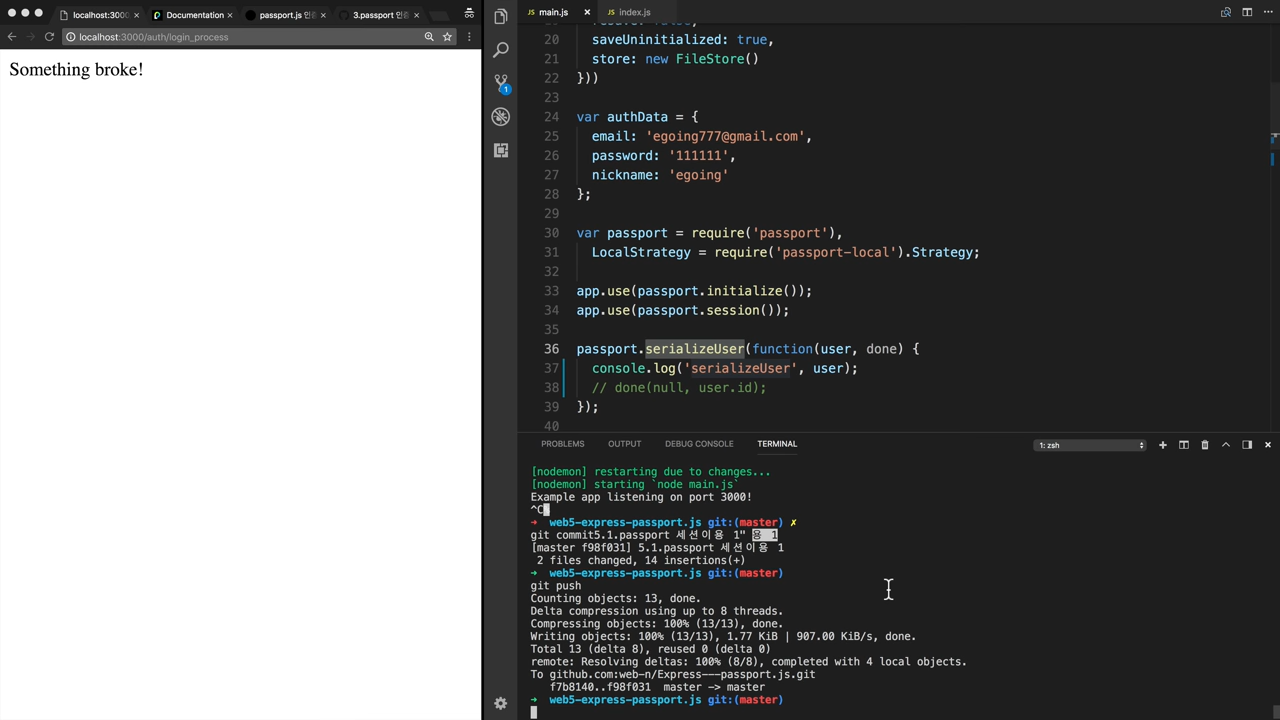 localhost:3000
Documentation
passport.js 인증
3.passport 인증
localhost:3000/auth/login_process
Something broke!
main.js
index.js
20 saveUninitialized: true,
21 store: new FileStore()
22 }))
23
24 var authData = {
25 email: 'egoing777@gmail.com',
26 password: '111111',
27 nickname: 'egoing'
28 };
29
30 var passport = require('passport'),
31 LocalStrategy = require('passport-local').Strategy;
32
33 app.use(passport.initialize());
34 app.use(passport.session());
35
36 passport.serializeUser(function(user, done) {
37 console.log('serializeUser', user);
38 // done(null, user.id);
39 });
40
1
PROBLEMS OUTPUT DEBUG CONSOLE TERMINAL 1: zsh
[nodemon] restarting due to changes...
[nodemon] starting `node main.js`
Example app listening on port 3000!
^C
➜ web5-express-passport.js git:(master) ✗
git commit5.1.passport 세션이용 1" 용 1
[master f98f031] 5.1.passport 세션이용 1
2 files changed, 14 insertions(+)
➜ web5-express-passport.js git:(master)
git push
Counting objects: 13, done.
Delta compression using up to 8 threads.
Compressing objects: 100% (13/13), done.
Writing objects: 100% (13/13), 1.77 KiB | 907.00 KiB/s, done.
Total 13 (delta 8), reused 0 (delta 0)
remote: Resolving deltas: 100% (8/8), completed with 4 local objects.
To github.com:web-n/Express---passport.js.git
f7b8140..f98f031 master -> master
➜ web5-express-passport.js git:(master)